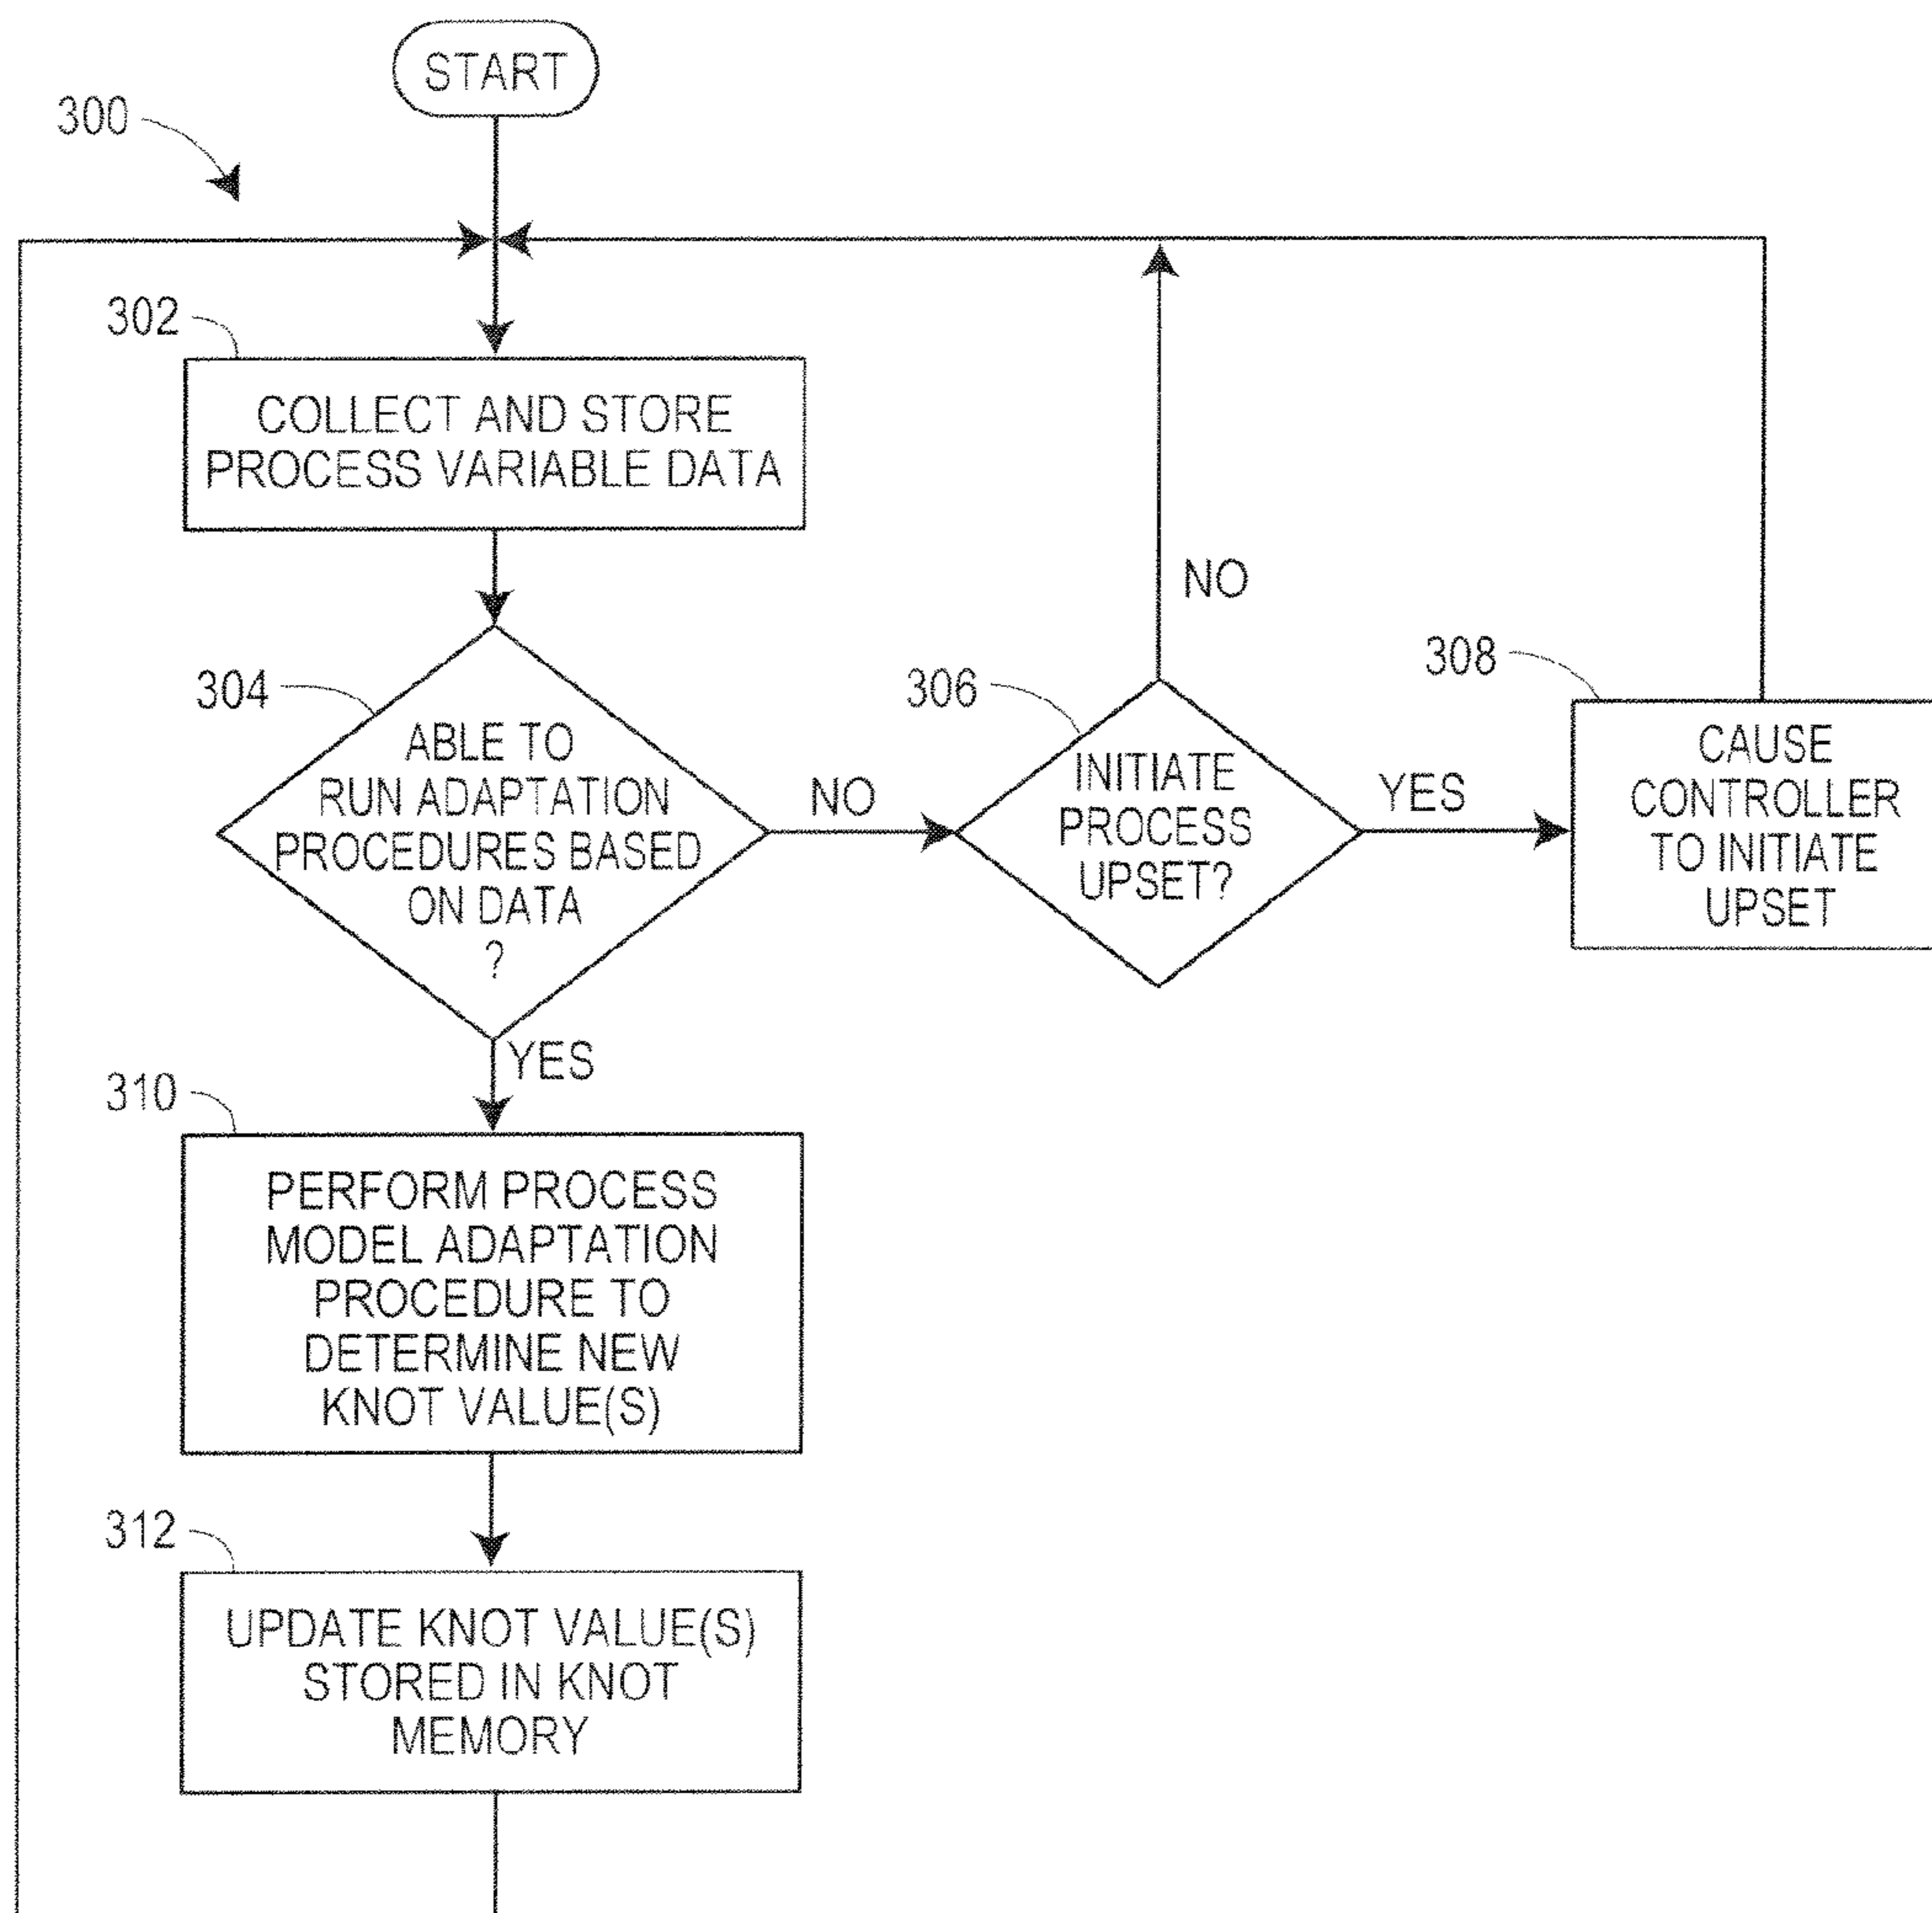 START
300
302
COLLECT AND STORE
PROCESS VARIABLE DATA
304
ABLE TO
RUN ADAPTATION
PROCEDURES BASED
ON DATA
?
NO
306
INITIATE
PROCESS
UPSET?
NO
YES
308
CAUSE
CONTROLLER
TO INITIATE
UPSET
YES
310
PERFORM PROCESS
MODEL ADAPTATION
PROCEDURE TO
DETERMINE NEW
KNOT VALUE(S)
312
UPDATE KNOT VALUE(S)
STORED IN KNOT
MEMORY